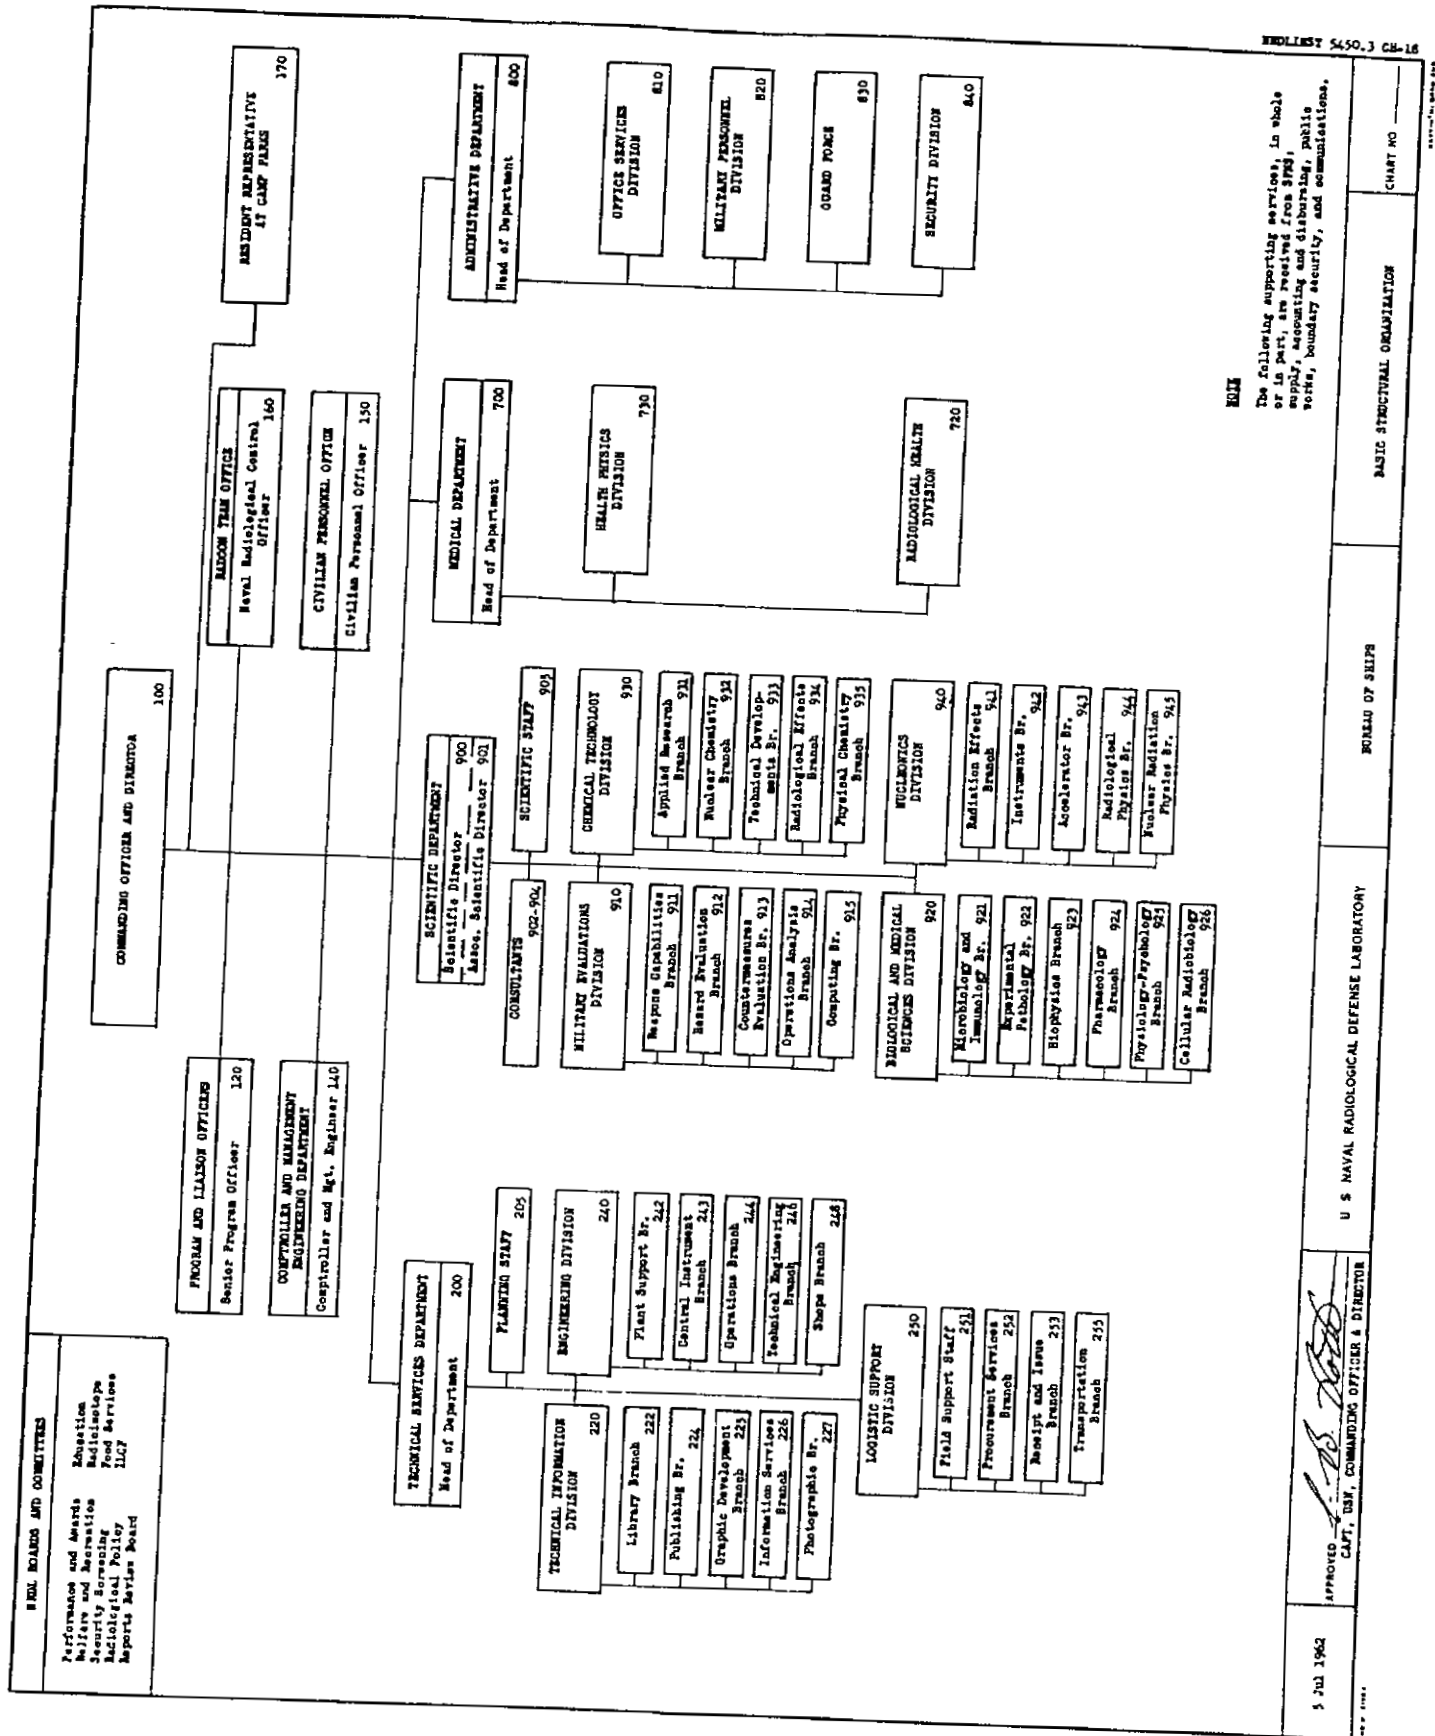 5450.3 CH-16
NRDL BOARDS AND COMMITTEES
Performance and Awards
Welfare and Recreation
Security Screening
Radiological Policy
Reports Review Board
Education
Radioisotope
Food Services
COMMANDING OFFICER AND DIRECTOR
100
PROGRAM AND LIAISON OFFICERS
Senior Program Officer 120
RADCON TEAM OFFICE
Naval Radiological Control
Officer 160
RESIDENT REPRESENTATIVE
AT CAMP PARKS
170
COMPTROLLER AND MANAGEMENT
ENGINEERING DEPARTMENT
Comptroller and Mgt. Engineer 140
CIVILIAN PERSONNEL OFFICE
Civilian Personnel Officer 150
TECHNICAL SERVICES DEPARTMENT
Head of Department 200
PLANNING STAFF
205
TECHNICAL INFORMATION
DIVISION
220
Library Branch
222
Publishing Br.
224
Graphic Development
Branch 225
Information Services
Branch 226
Photographic Br.
227
ENGINEERING DIVISION
240
Plant Support Br.
242
Central Instrument
Branch 243
Operations Branch
244
Technical Engineering
Branch 246
Shops Branch
248
LOGISTIC SUPPORT
DIVISION
250
Field Support Staff
251
Procurement Services
Branch 252
Receipt and Issue
Branch 253
Transportation
Branch 255
SCIENTIFIC DEPARTMENT
Scientific Director 900
Assoc. Scientific Director 901
CONSULTANTS
902-904
SCIENTIFIC STAFF
905
MILITARY EVALUATIONS
DIVISION
910
Response Capabilities
Branch 911
Hazard Evaluation
Branch 912
Countermeasures
Evaluation Br. 913
Operations Analysis
Branch 914
Computing Br.
915
CHEMICAL TECHNOLOGY
DIVISION
930
Applied Research
Branch 931
Nuclear Chemistry
Branch 932
Technical Develop-
ments Br. 933
Radiological Effects
Branch 934
Physical Chemistry
Branch 935
BIOLOGICAL AND MEDICAL
SCIENCES DIVISION
920
Microbiology and
Immunology Br. 921
Experimental
Pathology Br. 922
Biophysics Branch
923
Pharmacology
Branch 924
Physiology-Psychology
Branch 925
Cellular Radiobiology
Branch 926
NUCLEONICS
DIVISION
940
Radiation Effects
Branch 941
Instruments Br.
942
Accelerator Br.
943
Radiological
Physics Br. 944
Nuclear Radiation
Physics Br. 945
MEDICAL DEPARTMENT
Head of Department 700
HEALTH PHYSICS
DIVISION
730
RADIOLOGICAL HEALTH
DIVISION
720
ADMINISTRATIVE DEPARTMENT
Head of Department 800
OFFICE SERVICES
DIVISION
810
MILITARY PERSONNEL
DIVISION
820
GUARD FORCE
830
SECURITY DIVISION
840
NOTE
The following supporting services, in whole
or in part, are received from SFNS:
supply, accounting and disbursing, public
works, boundary security, and communications.
5 Jul 1962
APPROVED
CAPT, USN, COMMANDING OFFICER & DIRECTOR
U S NAVAL RADIOLOGICAL DEFENSE LABORATORY
BUREAU OF SHIPS
BASIC STRUCTURAL ORGANIZATION
CHART NO